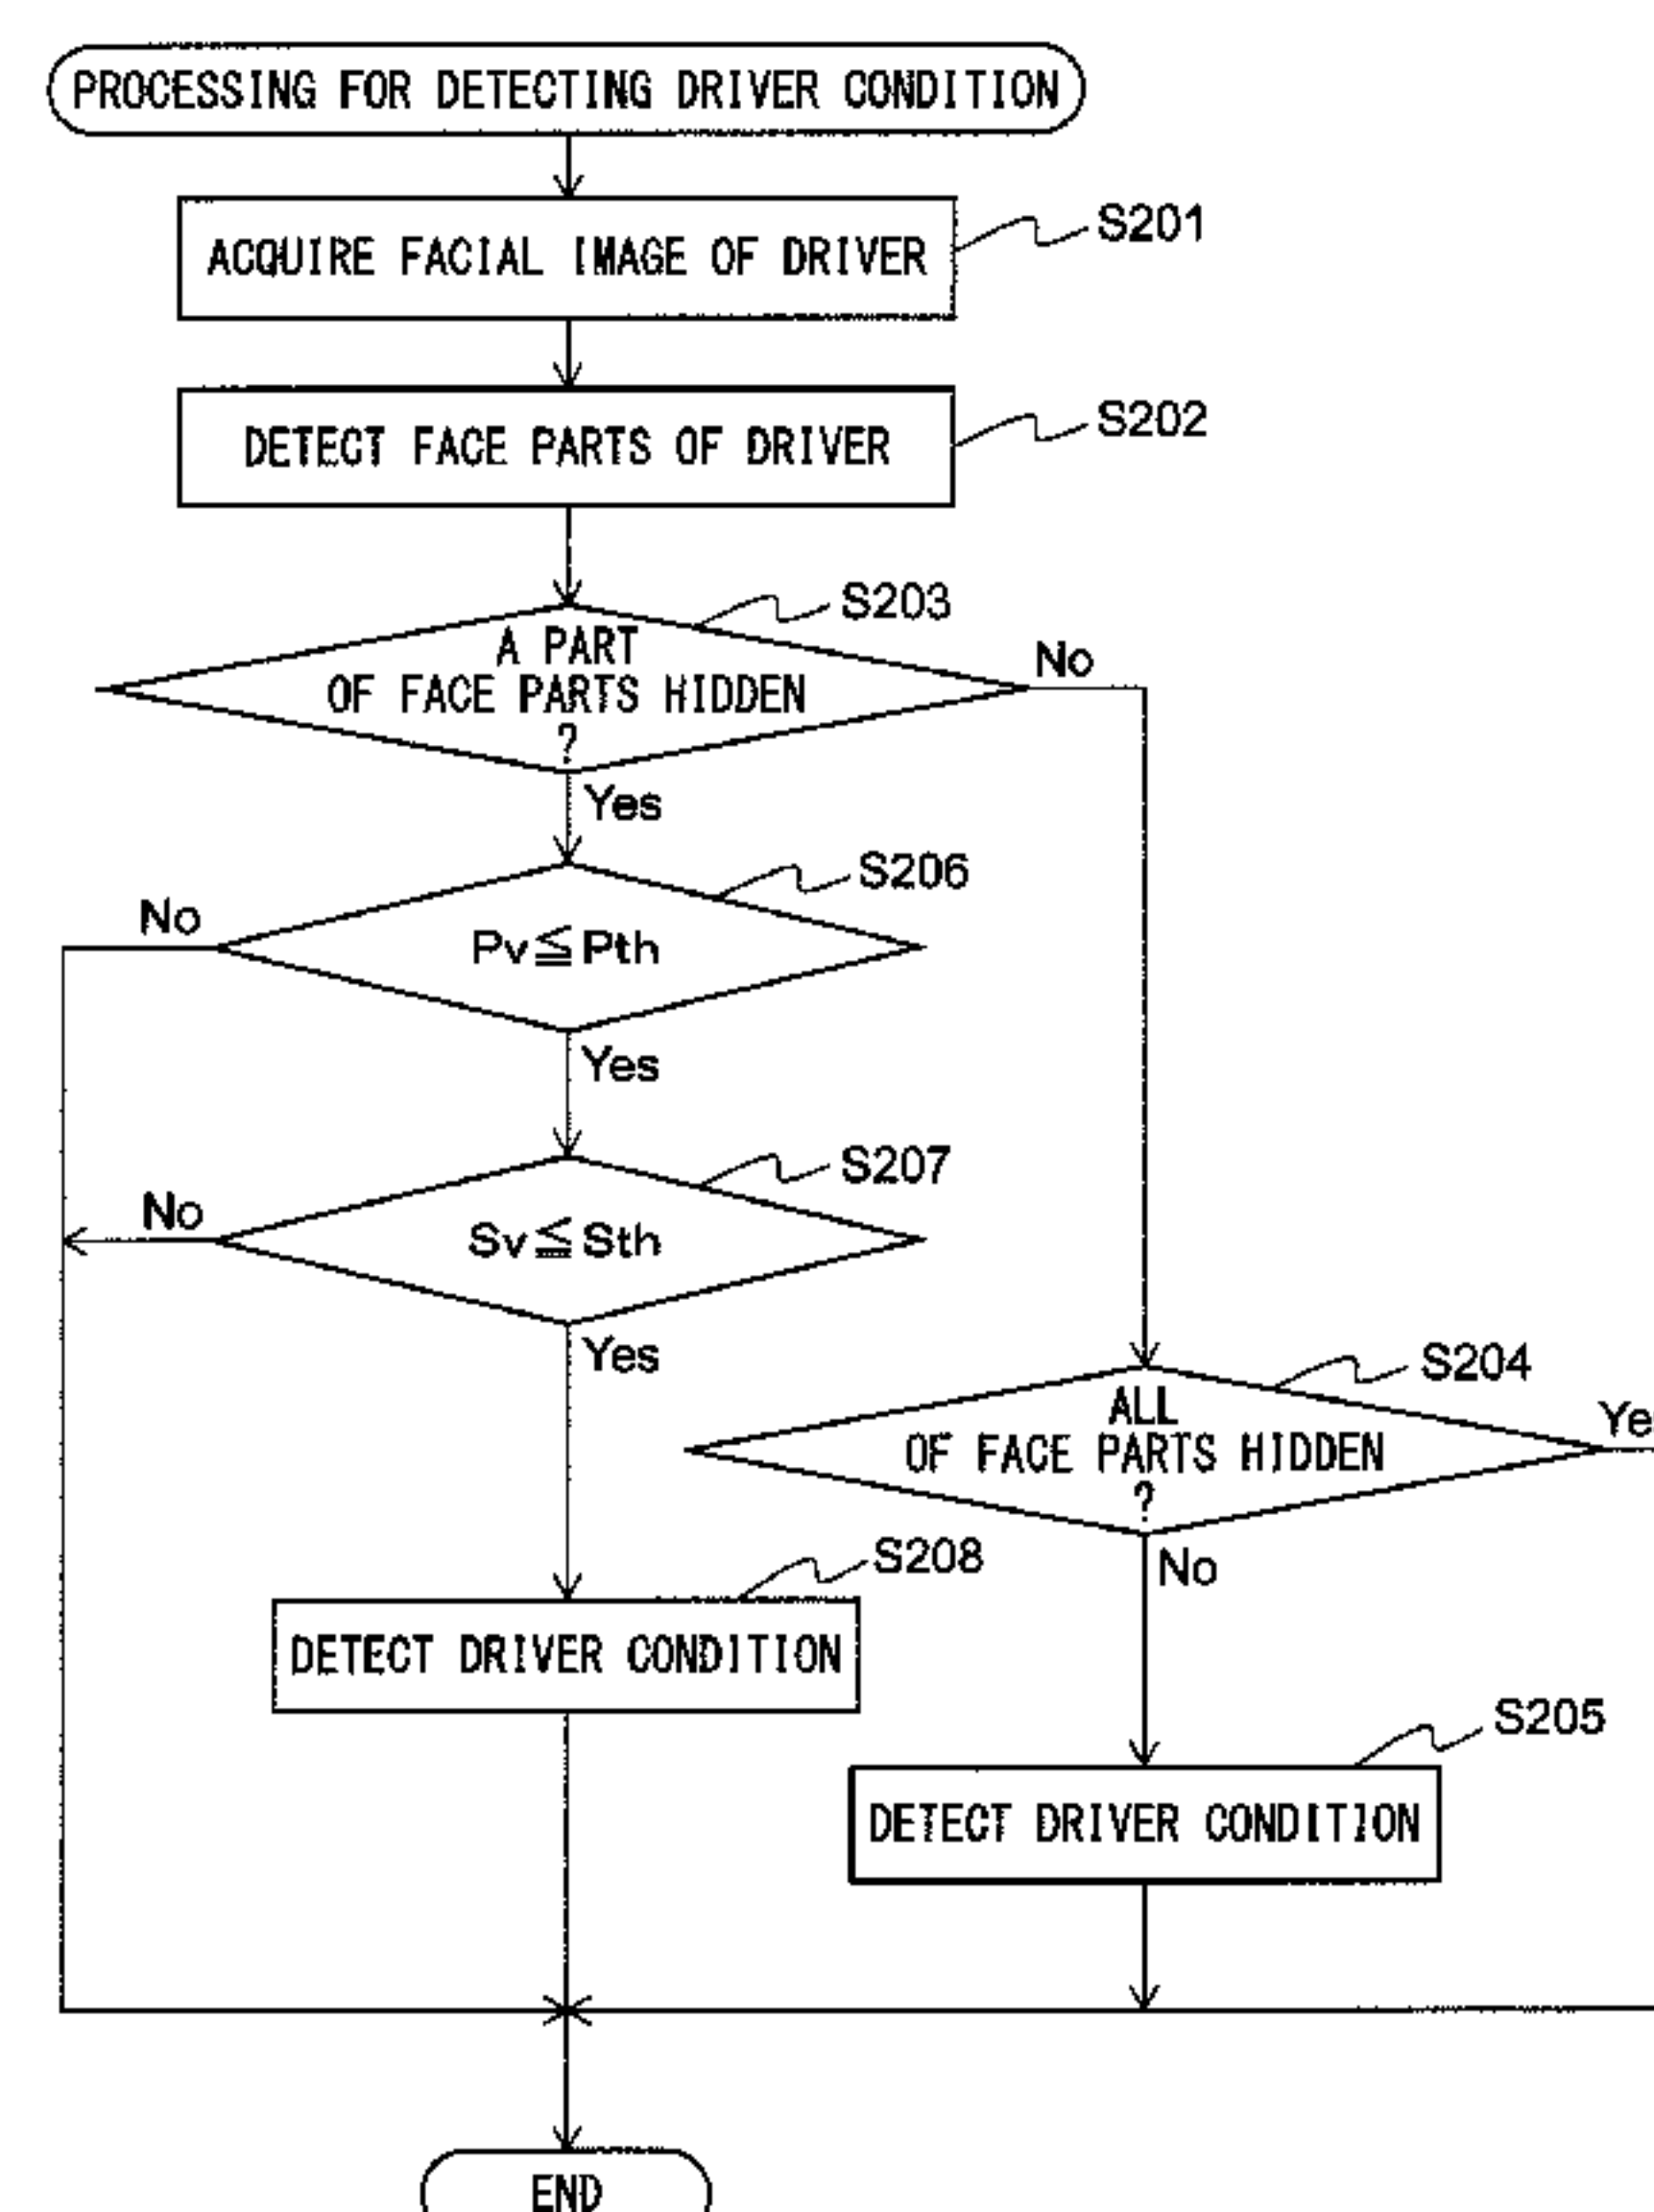 PROCESSING FOR DETECTING DRIVER CONDITION
S201
ACQUIRE FACIAL IMAGE OF DRIVER
S202
DETECT FACE PARTS OF DRIVER
S203
A PART
OF FACE PARTS HIDDEN
?
No
Yes
S206
No
Pv≦Pth
Yes
S207
No
Sv≦Sth
Yes
S204
ALL
OF FACE PARTS HIDDEN
?
No
S208
DETECT DRIVER CONDITION
S205
DETECT DRIVER CONDITION
END